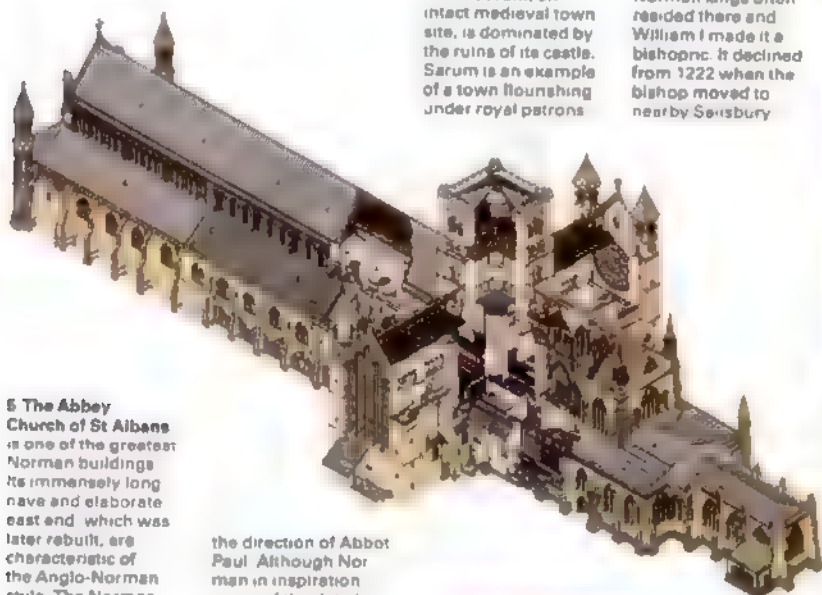 intact medieval town
site, is dominated by
the ruins of its castle.
Sarum is an example
of a town flourishing
under royal patrons
resided there and
William I made it a
bishopric. It declined
from 1222 when the
bishop moved to
nearby Salisbury
5 The Abbey
Church of St Albans
is one of the greatest
Norman buildings
Its immensely long
nave and elaborate
east end which was
later rebuilt, are
characteristic of
the Anglo-Norman
the direction of Abbot
Paul Although Nor
man in inspiration